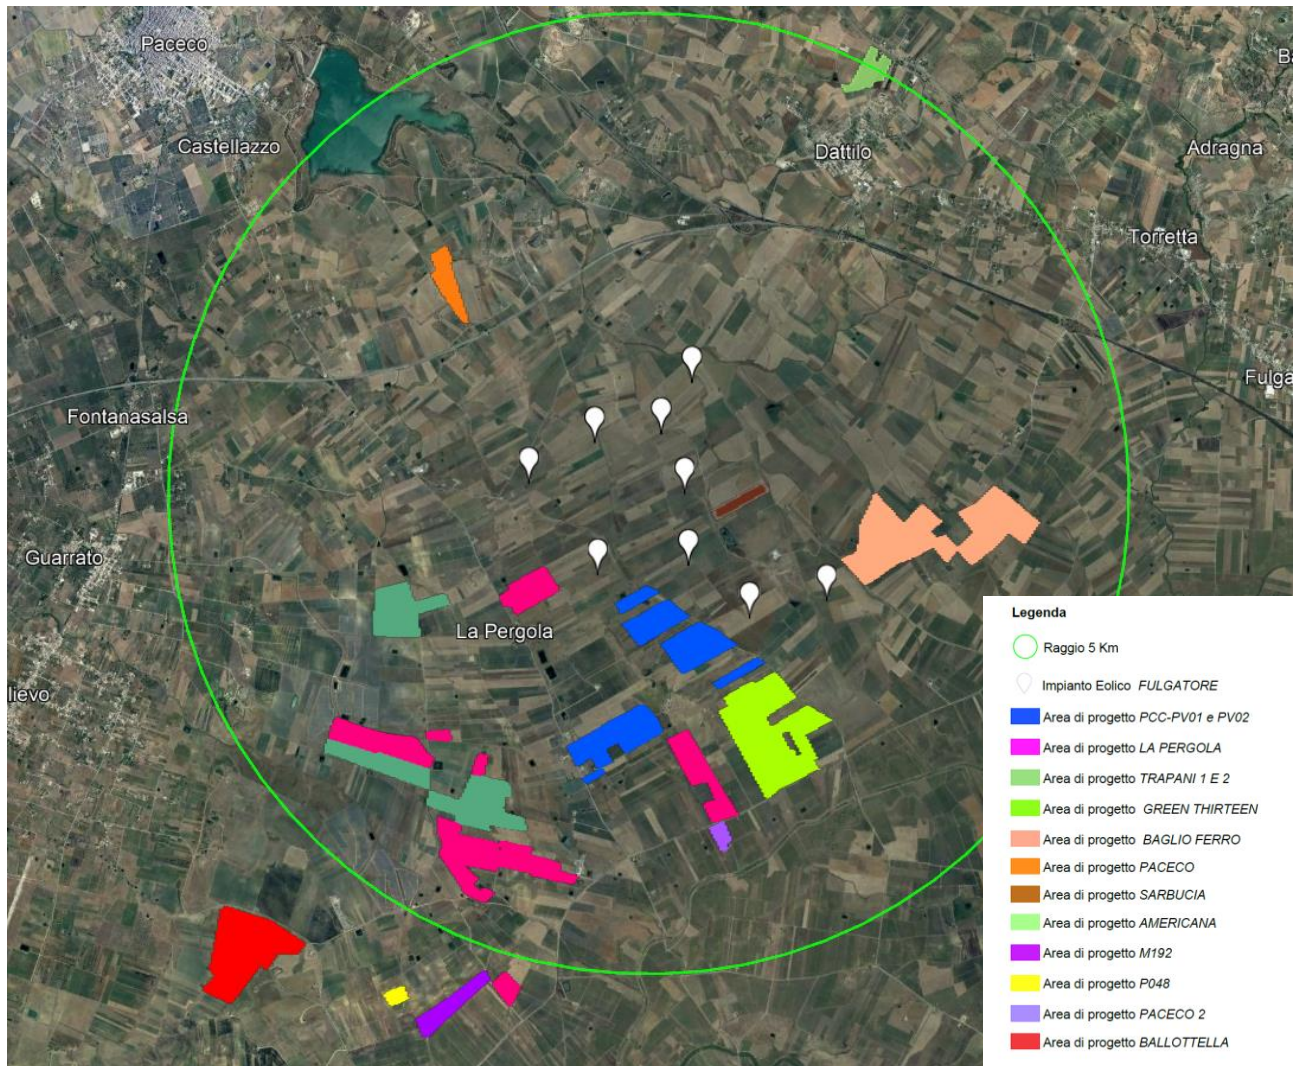 Paceco
Castellazzo
Dattilo
Adragna
Torretta
Fulga
Fontanasalsa
Guarrato
La Pergola
lievo
Legenda
Raggio 5 Km
Impianto Eolico FULGATORE
Area di progetto PCC-PV01 e PV02
Area di progetto LA PERGOLA
Area di progetto TRAPANI 1 E 2
Area di progetto GREEN THIRTEEN
Area di progetto BAGLIO FERRO
Area di progetto PACECO
Area di progetto SARBUCIA
Area di progetto AMERICANA
Area di progetto M192
Area di progetto P048
Area di progetto PACECO 2
Area di progetto BALLOTTELLA